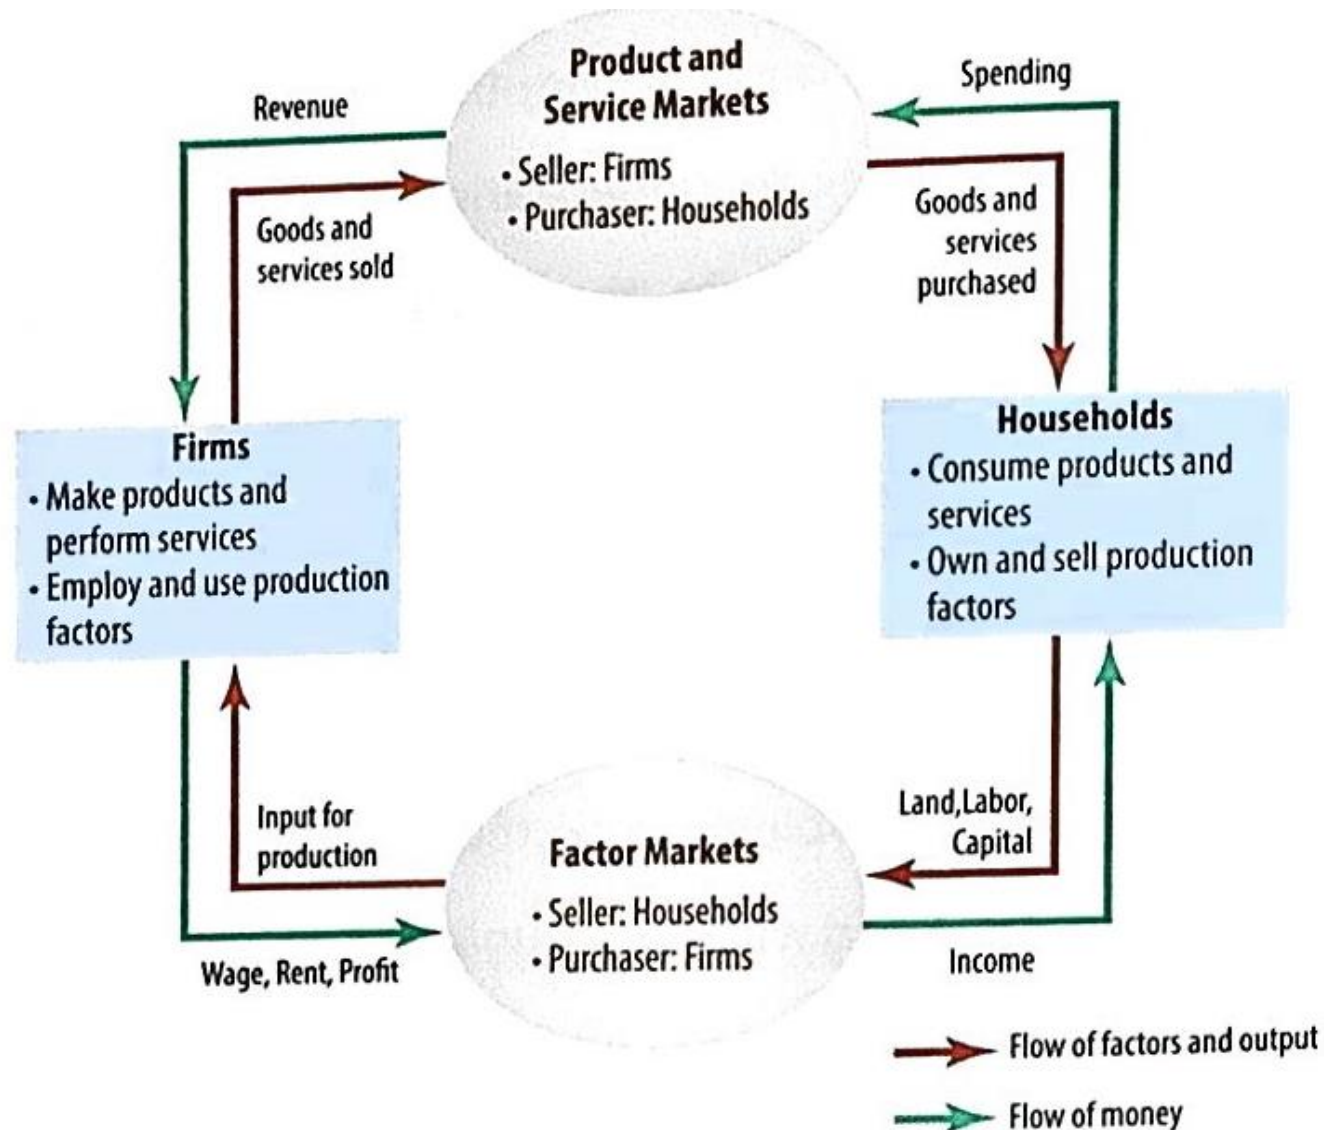 Product and
Service Markets
• Seller: Firms
• Purchaser: Households
Revenue
Spending
Goods and
services sold
Goods and
services
purchased
Firms
• Make products and
perform services
• Employ and use production
factors
Households
• Consume products and
services
• Own and sell production
factors
Input for
production
Land,Labor,
Capital
Factor Markets
• Seller: Households
• Purchaser: Firms
Wage, Rent, Profit
Income
Flow of factors and output
Flow of money